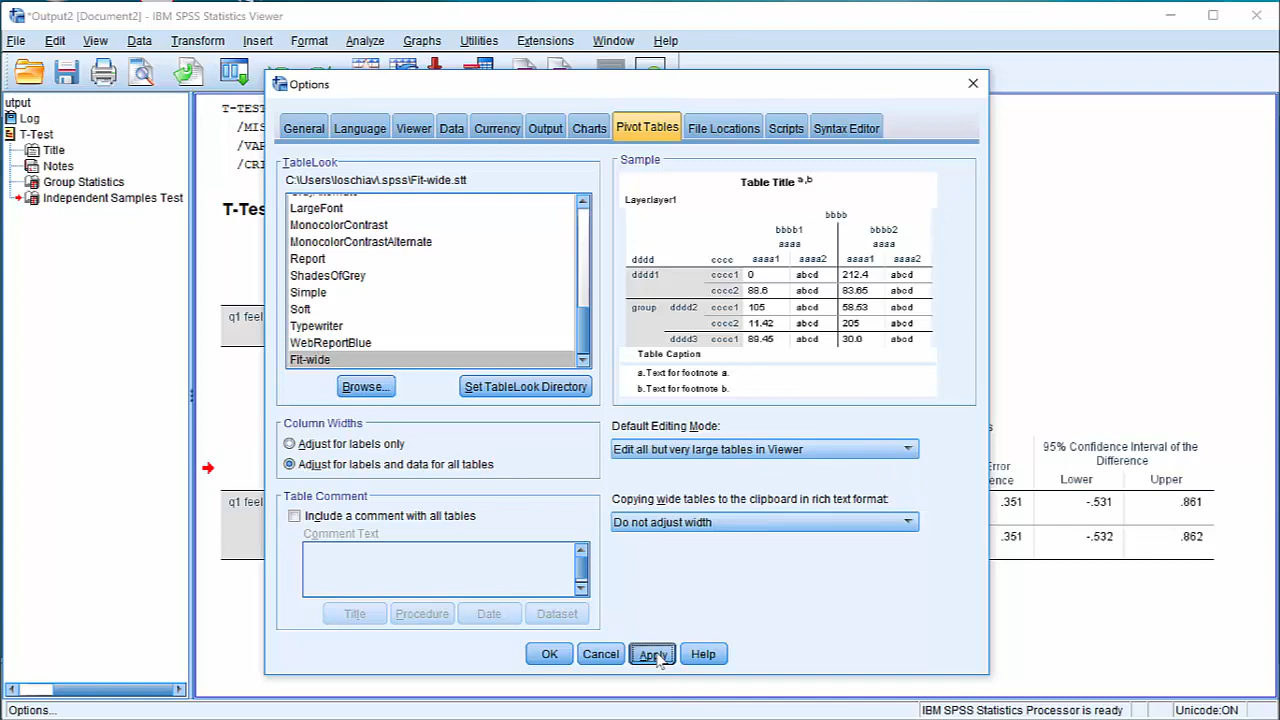 *Output2 [Document2] - IBM SPSS Statistics Viewer
File Edit View Data Transform Insert Format Analyze Graphs Utilities Extensions Window Help
utput
Log
T-Test
Title
Notes
Group Statistics
Independent Samples Test
T-TEST
/MIS
/VAR
/CRI
T-Tes
q1 feel
q1 feel
Options
General Language Viewer Data Currency Output Charts Pivot Tables File Locations Scripts Syntax Editor
TableLook
C:\Users\loschiav\.spss\Fit-wide.stt
LargeFont
MonocolorContrast
MonocolorContrastAlternate
Report
ShadesOfGrey
Simple
Soft
Typewriter
WebReportBlue
Fit-wide
Browse... Set TableLook Directory
Column Widths
Adjust for labels only
Adjust for labels and data for all tables
Table Comment
Include a comment with all tables
Comment Text
Title Procedure Date Dataset
Sample
Table Title a,b
Layer:layer1
bbbb
bbbb1 bbbb2
aaaa aaaa
dddd cccc aaaa1 aaaa2 aaaa1 aaaa2
dddd1 cccc1 0 abcd 212.4 abcd
cccc2 88.6 abcd 83.65 abcd
group dddd2 cccc1 105 abcd 58.53 abcd
cccc2 11.42 abcd 205 abcd
dddd3 cccc1 89.45 abcd 30.0 abcd
Table Caption
a.Text for footnote a.
b.Text for footnote b.
Default Editing Mode:
Edit all but very large tables in Viewer
Copying wide tables to the clipboard in rich text format:
Do not adjust width
OK Cancel Apply Help
s
Error
ence
95% Confidence Interval of the
Difference
Lower Upper
.351 -.531 .861
.351 -.532 .862
Options... IBM SPSS Statistics Processor is ready Unicode:ON